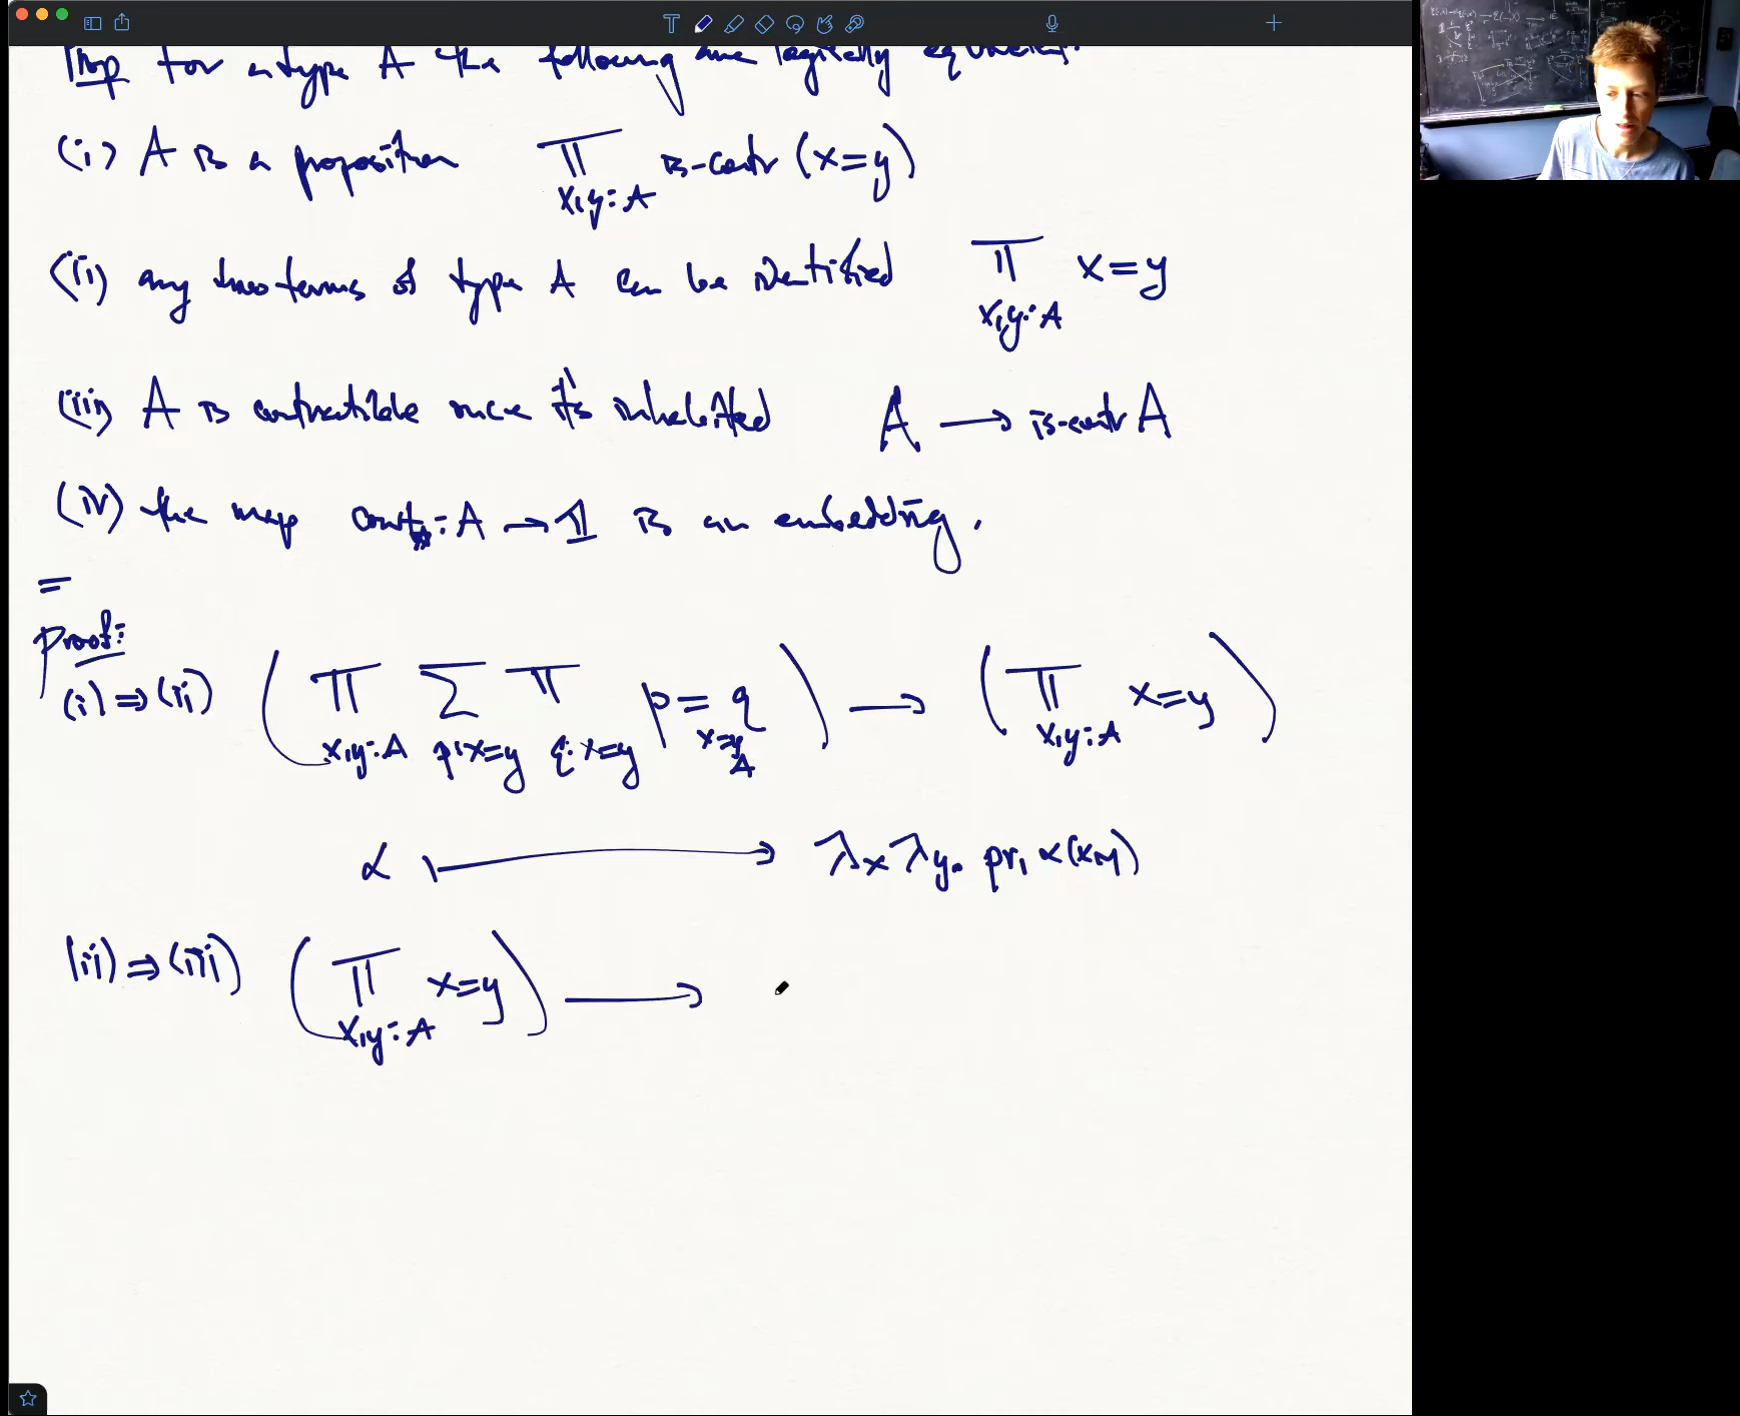 Prop For a type A the following are logically equivalent:
(i) A is a proposition ∏_{x,y:A} is-contr (x=y)
(ii) any two terms of type A can be identified ∏_{x,y:A} x=y
(iii) A is contractible once it's inhabited A → is-contr A
(iv) the map const_⋆ : A → 𝟙 is an embedding.
=
Proof:
(i) ⇒ (ii) ( ∏_{x,y:A} ∑_{p:x=y} ∏_{q:x=y} p =_{x =_A y} q ) → ( ∏_{x,y:A} x=y )
α ↦ λx λy. pr₁ α(x,y)
(ii) ⇒ (iii) ( ∏_{x,y:A} x=y ) →